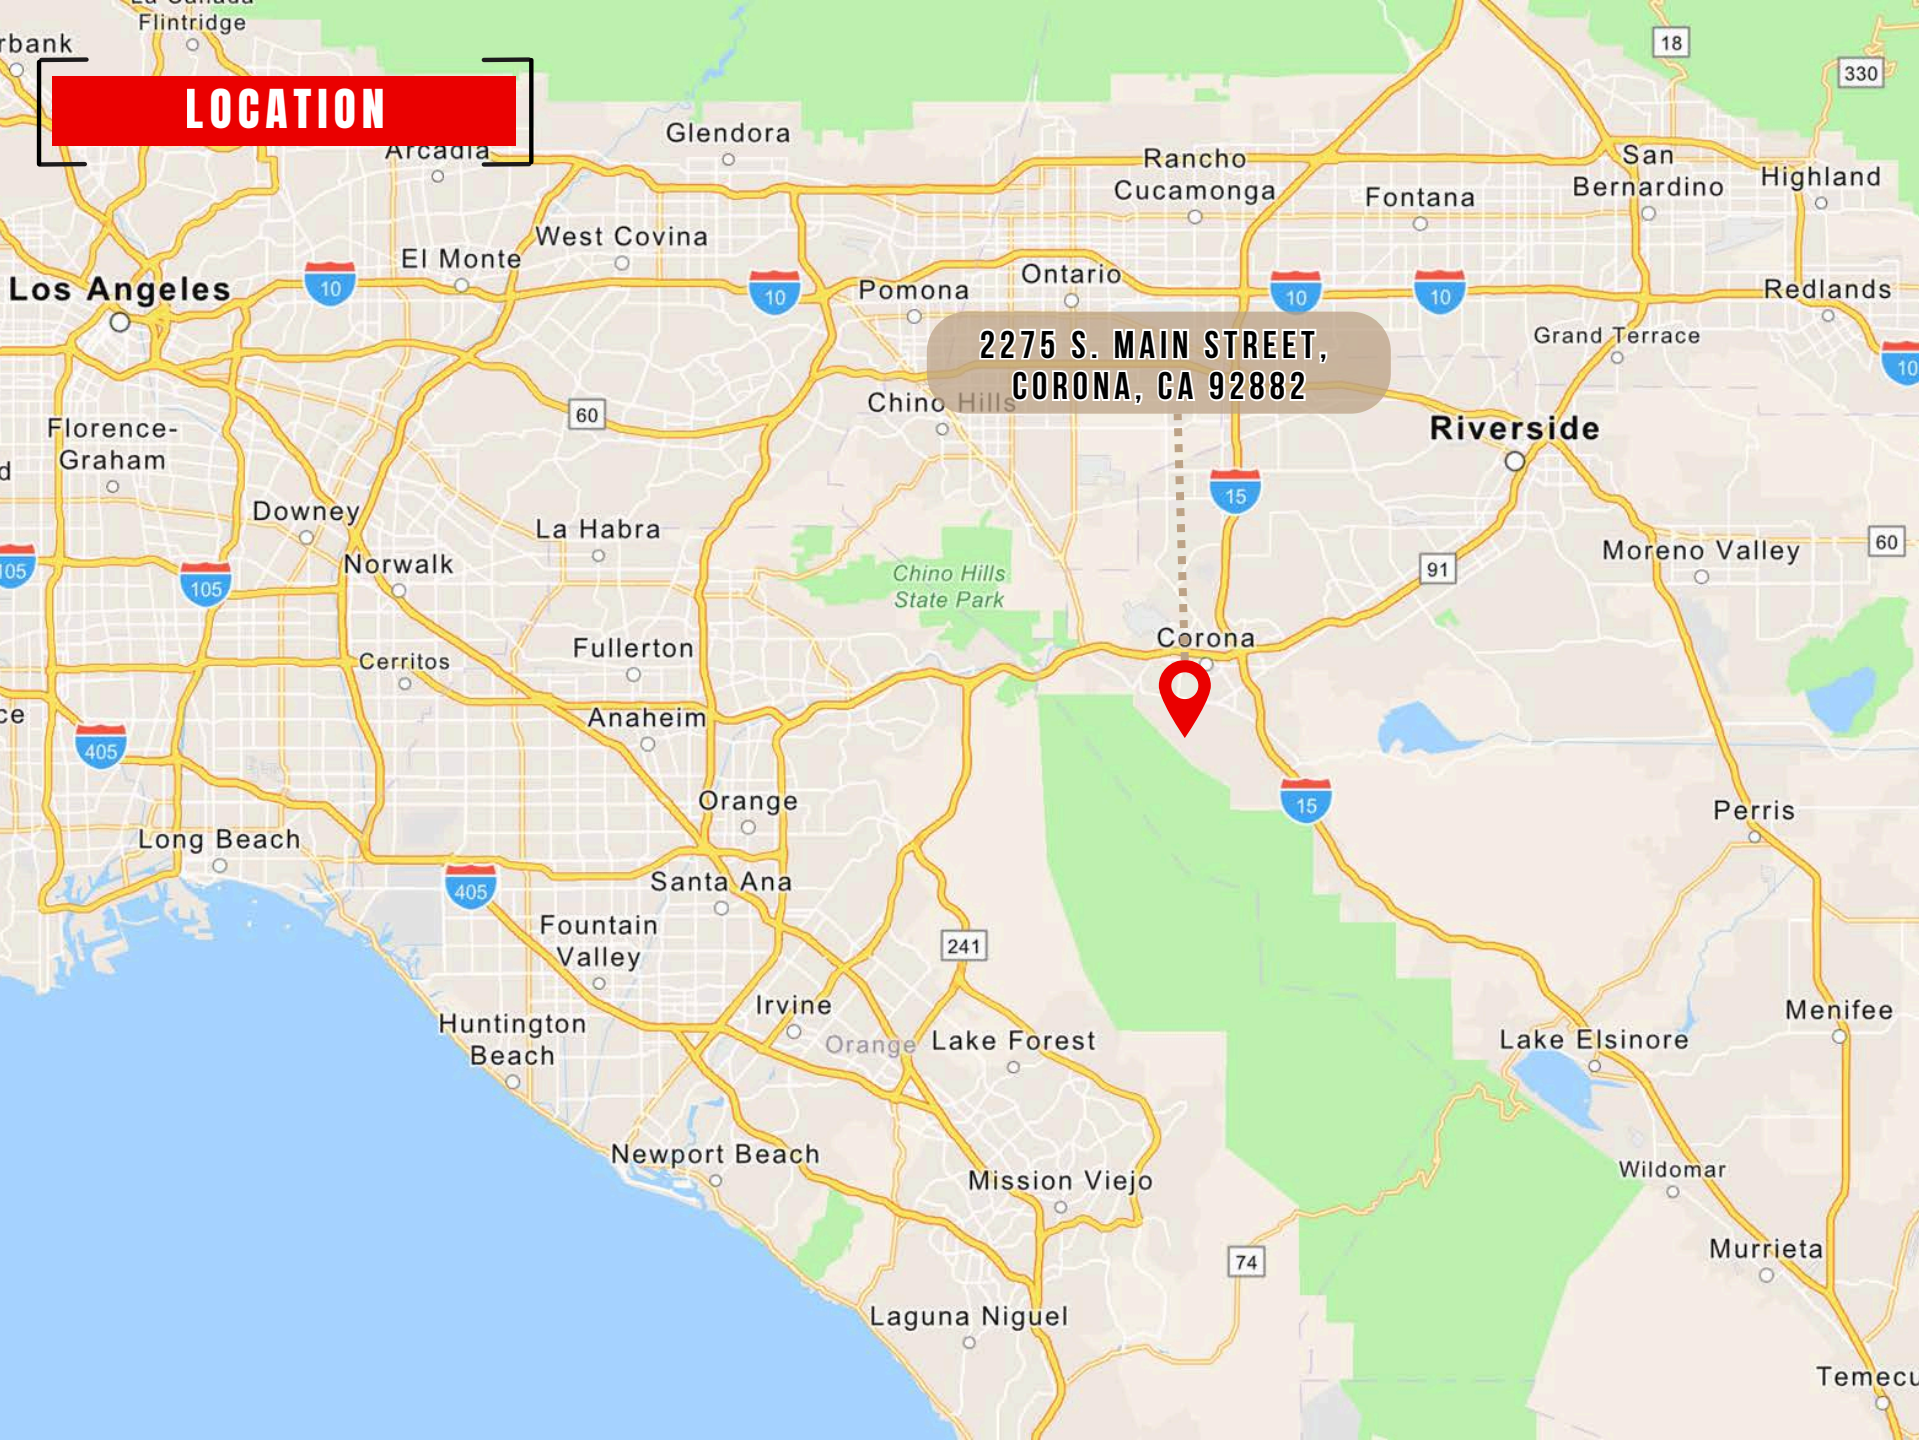 Flintridge
18
330
LOCATION
Arcadia
Glendora
Rancho
Cucamonga
Fontana
San
Bernardino
Highland
West Covina
El Monte
Los Angeles
10
10
Pomona
Ontario
10
10
Redlands
Grand Terrace
10
2275 S. MAIN STREET,
CORONA, CA 92882
Chino Hills
60
Florence-
Graham
Riverside
15
Downey
La Habra
Norwalk
105
105
Chino Hills
State Park
91
Moreno Valley
60
Corona
Fullerton
Cerritos
Anaheim
405
Orange
15
Perris
Long Beach
405
Santa Ana
Fountain
Valley
241
Irvine
Orange
Lake Forest
Huntington
Beach
Menifee
Lake Elsinore
Newport Beach
Mission Viejo
Wildomar
74
Murrieta
Laguna Niguel
Temecu